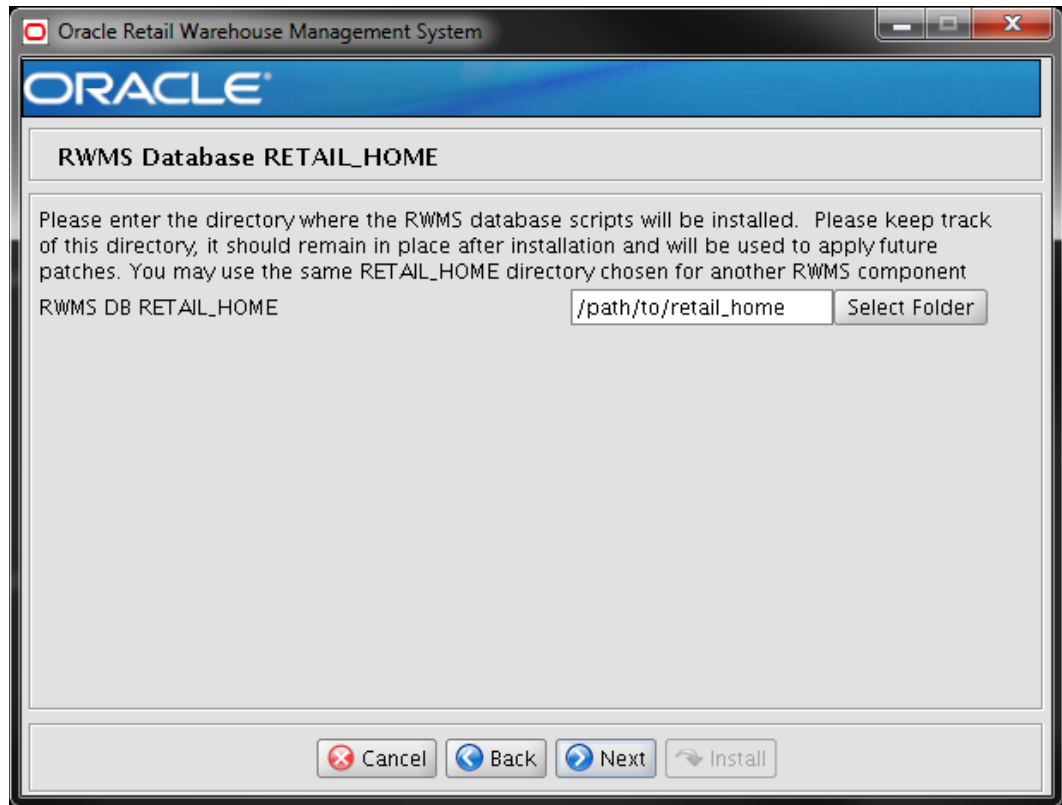 Oracle Retail Warehouse Management System
ORACLE®
RWMS Database RETAIL_HOME
Please enter the directory where the RWMS database scripts will be installed.  Please keep track
of this directory, it should remain in place after installation and will be used to apply future
patches. You may use the same RETAIL_HOME directory chosen for another RWMS component
RWMS DB RETAIL_HOME /path/to/retail_home Select Folder
Cancel Back Next Install